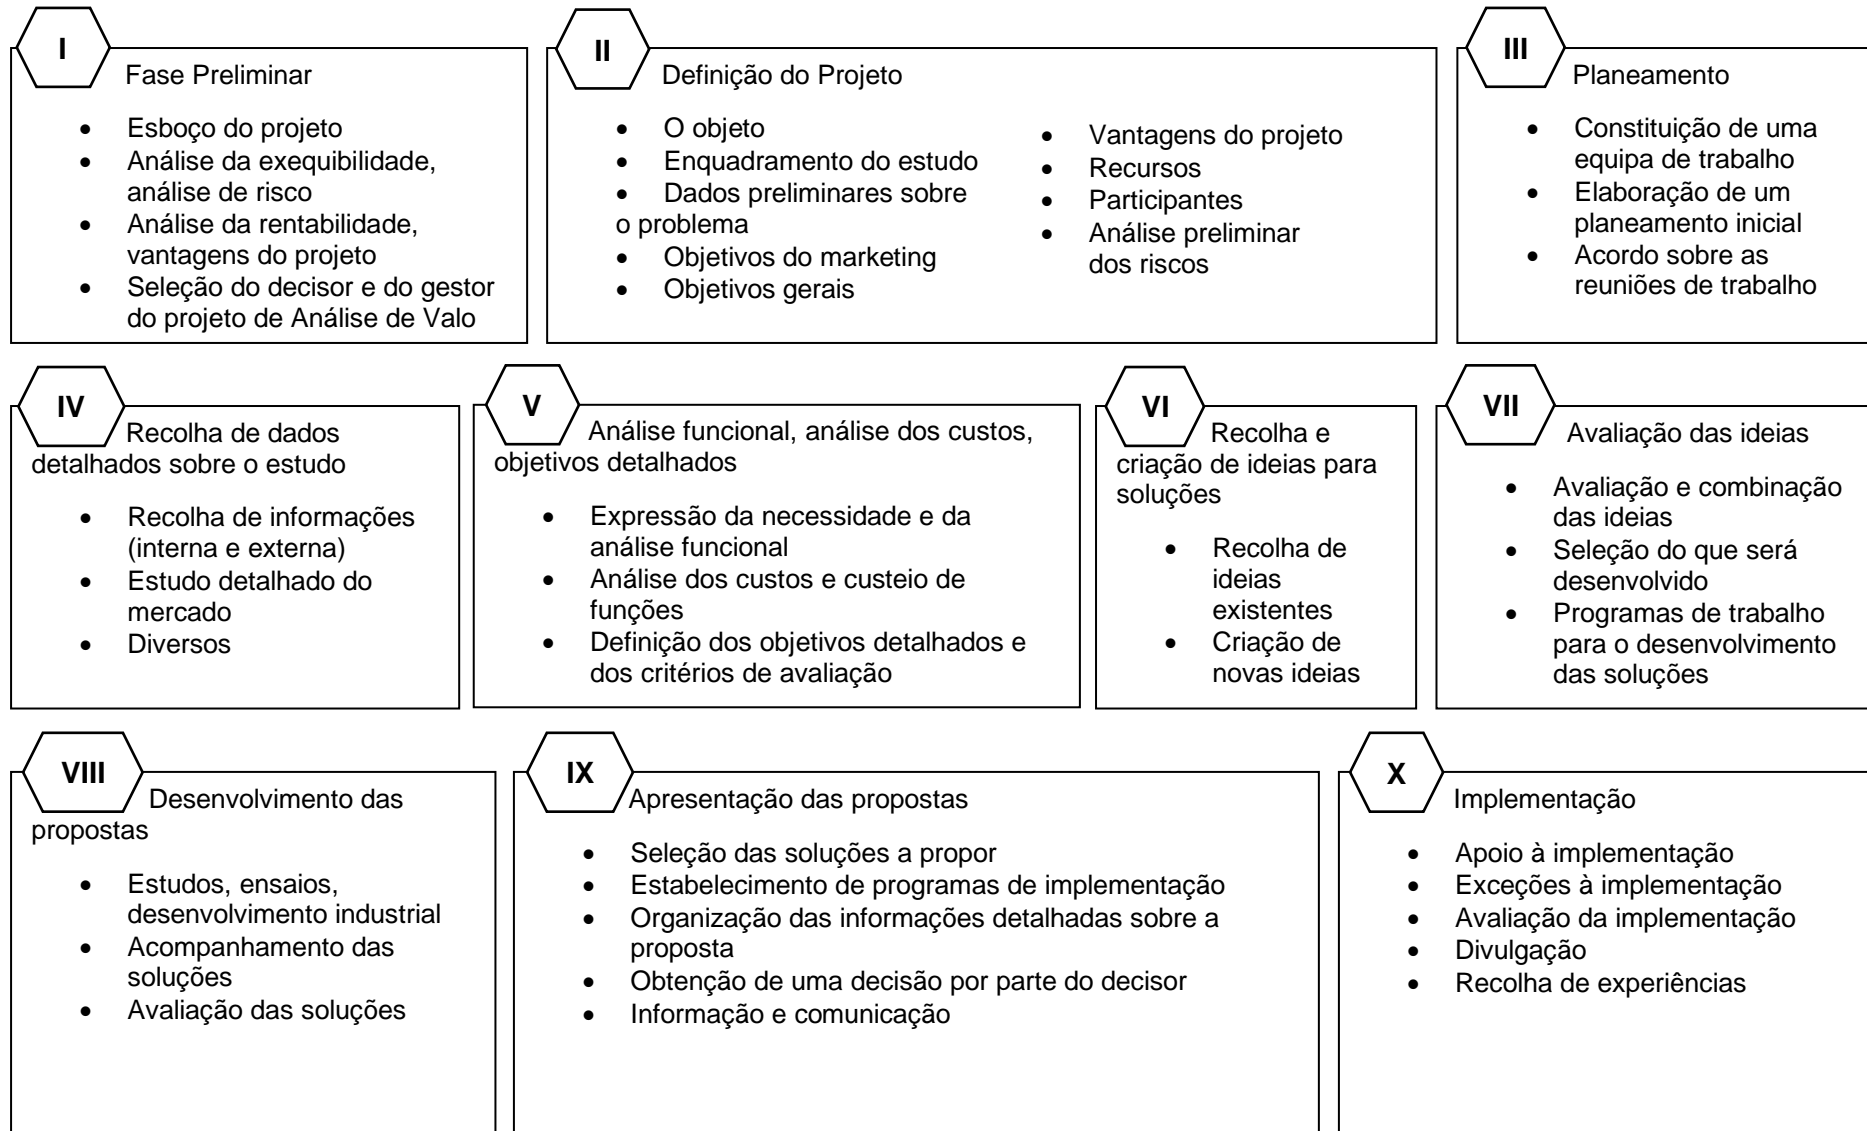 I
Fase Preliminar
• Esboço do projeto
• Análise da exequibilidade,
análise de risco
• Análise da rentabilidade,
vantagens do projeto
• Seleção do decisor e do gestor
do projeto de Análise de Valo
II
Definição do Projeto
• O objeto
• Enquadramento do estudo
• Dados preliminares sobre
o problema
• Objetivos do marketing
• Objetivos gerais
• Vantagens do projeto
• Recursos
• Participantes
• Análise preliminar
dos riscos
III
Planeamento
• Constituição de uma
equipa de trabalho
• Elaboração de um
planeamento inicial
• Acordo sobre as
reuniões de trabalho
IV
Recolha de dados
detalhados sobre o estudo
• Recolha de informações
(interna e externa)
• Estudo detalhado do
mercado
• Diversos
V
Análise funcional, análise dos custos,
objetivos detalhados
• Expressão da necessidade e da
análise funcional
• Análise dos custos e custeio de
funções
• Definição dos objetivos detalhados e
dos critérios de avaliação
VI
Recolha e
criação de ideias para
soluções
• Recolha de
ideias
existentes
• Criação de
novas ideias
VII
Avaliação das ideias
• Avaliação e combinação
das ideias
• Seleção do que será
desenvolvido
• Programas de trabalho
para o desenvolvimento
das soluções
VIII
Desenvolvimento das
propostas
• Estudos, ensaios,
desenvolvimento industrial
• Acompanhamento das
soluções
• Avaliação das soluções
IX
Apresentação das propostas
• Seleção das soluções a propor
• Estabelecimento de programas de implementação
• Organização das informações detalhadas sobre a
proposta
• Obtenção de uma decisão por parte do decisor
• Informação e comunicação
X
Implementação
• Apoio à implementação
• Exceções à implementação
• Avaliação da implementação
• Divulgação
• Recolha de experiências